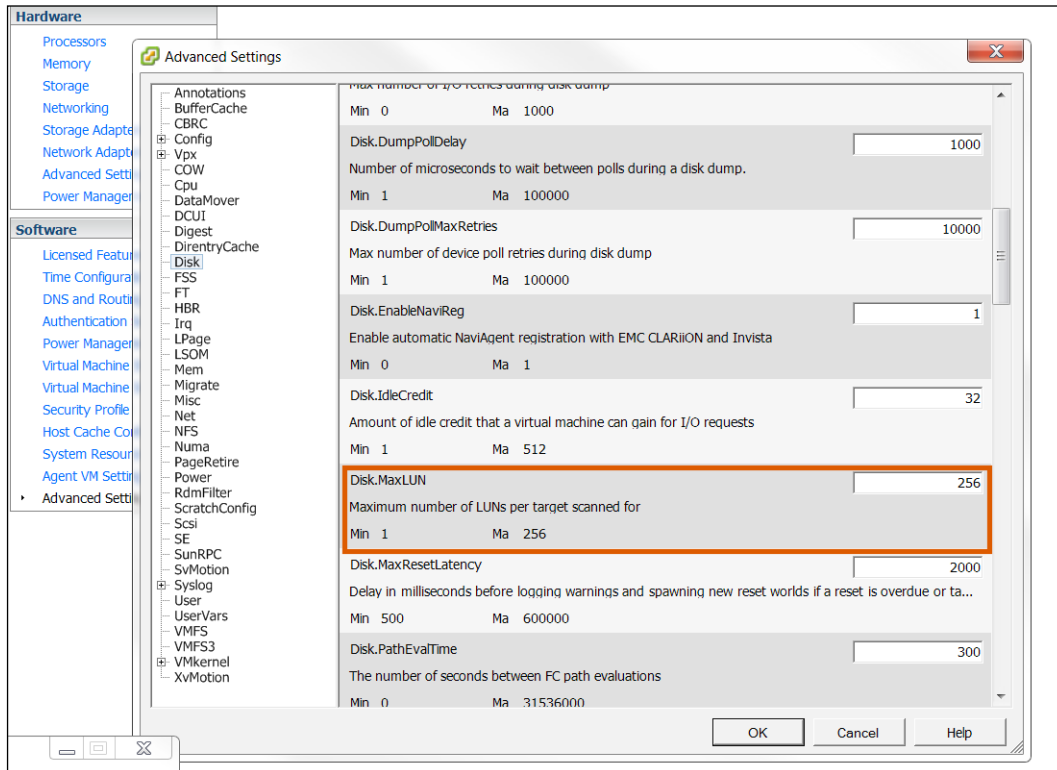 Hardware
Processors
Memory
Storage
Networking
Storage Adapte
Network Adapt
Advanced Setti
Power Manager
Software
Licensed Featur
Time Configura
DNS and Routi
Authentication
Power Manager
Virtual Machine
Virtual Machine
Security Profile
Host Cache Co
System Resour
Agent VM Settin
Advanced Setti
Advanced Settings
Annotations
BufferCache
CBRC
Config
Vpx
COW
Cpu
DataMover
DCUI
Digest
DirentryCache
Disk
FSS
FT
HBR
Irq
LPage
LSOM
Mem
Migrate
Misc
Net
NFS
Numa
PageRetire
Power
RdmFilter
ScratchConfig
Scsi
SE
SunRPC
SvMotion
Syslog
User
UserVars
VMFS
VMFS3
VMkernel
XvMotion
Max number of I/O retries during disk dump
Min 0 Ma 1000
Disk.DumpPollDelay 1000
Number of microseconds to wait between polls during a disk dump.
Min 1 Ma 100000
Disk.DumpPollMaxRetries 10000
Max number of device poll retries during disk dump
Min 1 Ma 100000
Disk.EnableNaviReg 1
Enable automatic NaviAgent registration with EMC CLARiiON and Invista
Min 0 Ma 1
Disk.IdleCredit 32
Amount of idle credit that a virtual machine can gain for I/O requests
Min 1 Ma 512
Disk.MaxLUN 256
Maximum number of LUNs per target scanned for
Min 1 Ma 256
Disk.MaxResetLatency 2000
Delay in milliseconds before logging warnings and spawning new reset worlds if a reset is overdue or ta...
Min 500 Ma 600000
Disk.PathEvalTime 300
The number of seconds between FC path evaluations
Min 0 Ma 31536000
OK Cancel Help